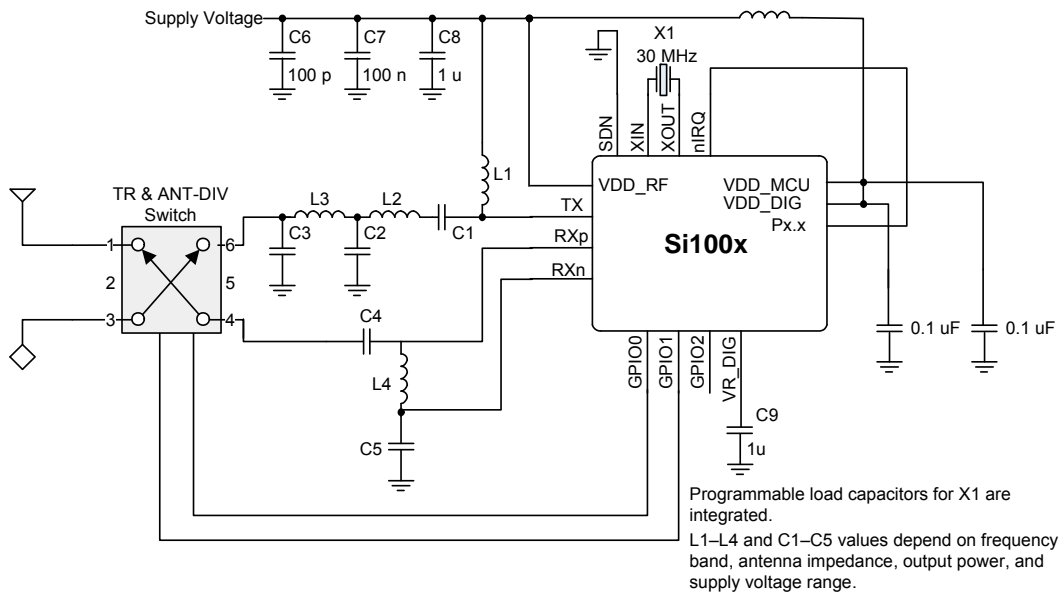 Supply Voltage
C6
100 p
C7
100 n
C8
1 u
X1
30 MHz
SDN
XIN
XOUT
nIRQ
L1
VDD_RF
TX
RXp
RXn
VDD_MCU
VDD_DIG
Px.x
Si100x
TR & ANT-DIV
Switch
1
2
3
6
5
4
L3
L2
C3
C2
C1
C4
L4
C5
GPIO0
GPIO1
GPIO2
VR_DIG
C9
1u
0.1 uF
0.1 uF
Programmable load capacitors for X1 are
integrated.
L1–L4 and C1–C5 values depend on frequency
band, antenna impedance, output power, and
supply voltage range.